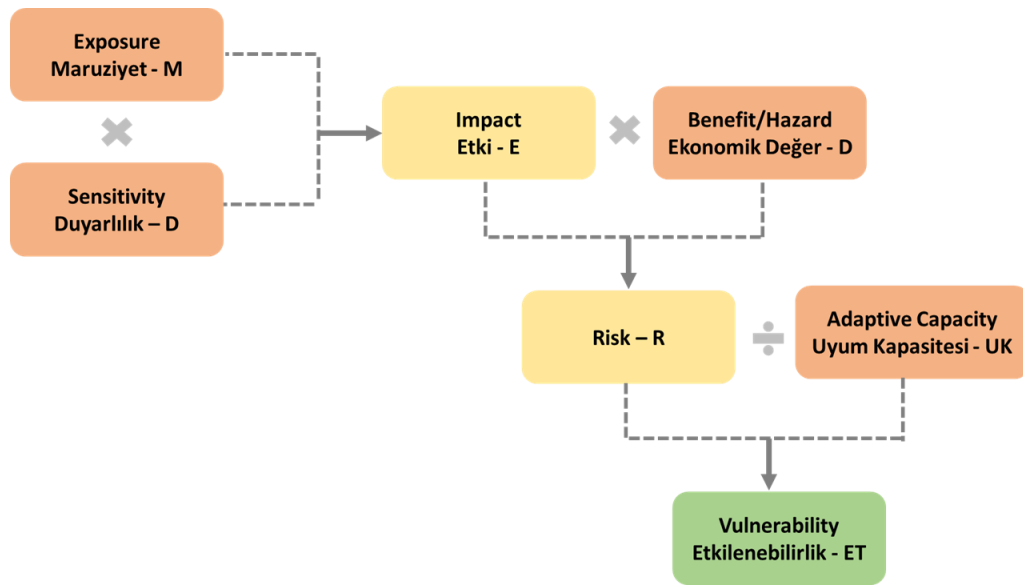 Exposure
Maruziyet - M
Sensitivity
Duyarlılık – D
Impact
Etki - E
Benefit/Hazard
Ekonomik Değer - D
Risk – R
Adaptive Capacity
Uyum Kapasitesi - UK
Vulnerability
Etkilenebilirlik - ET